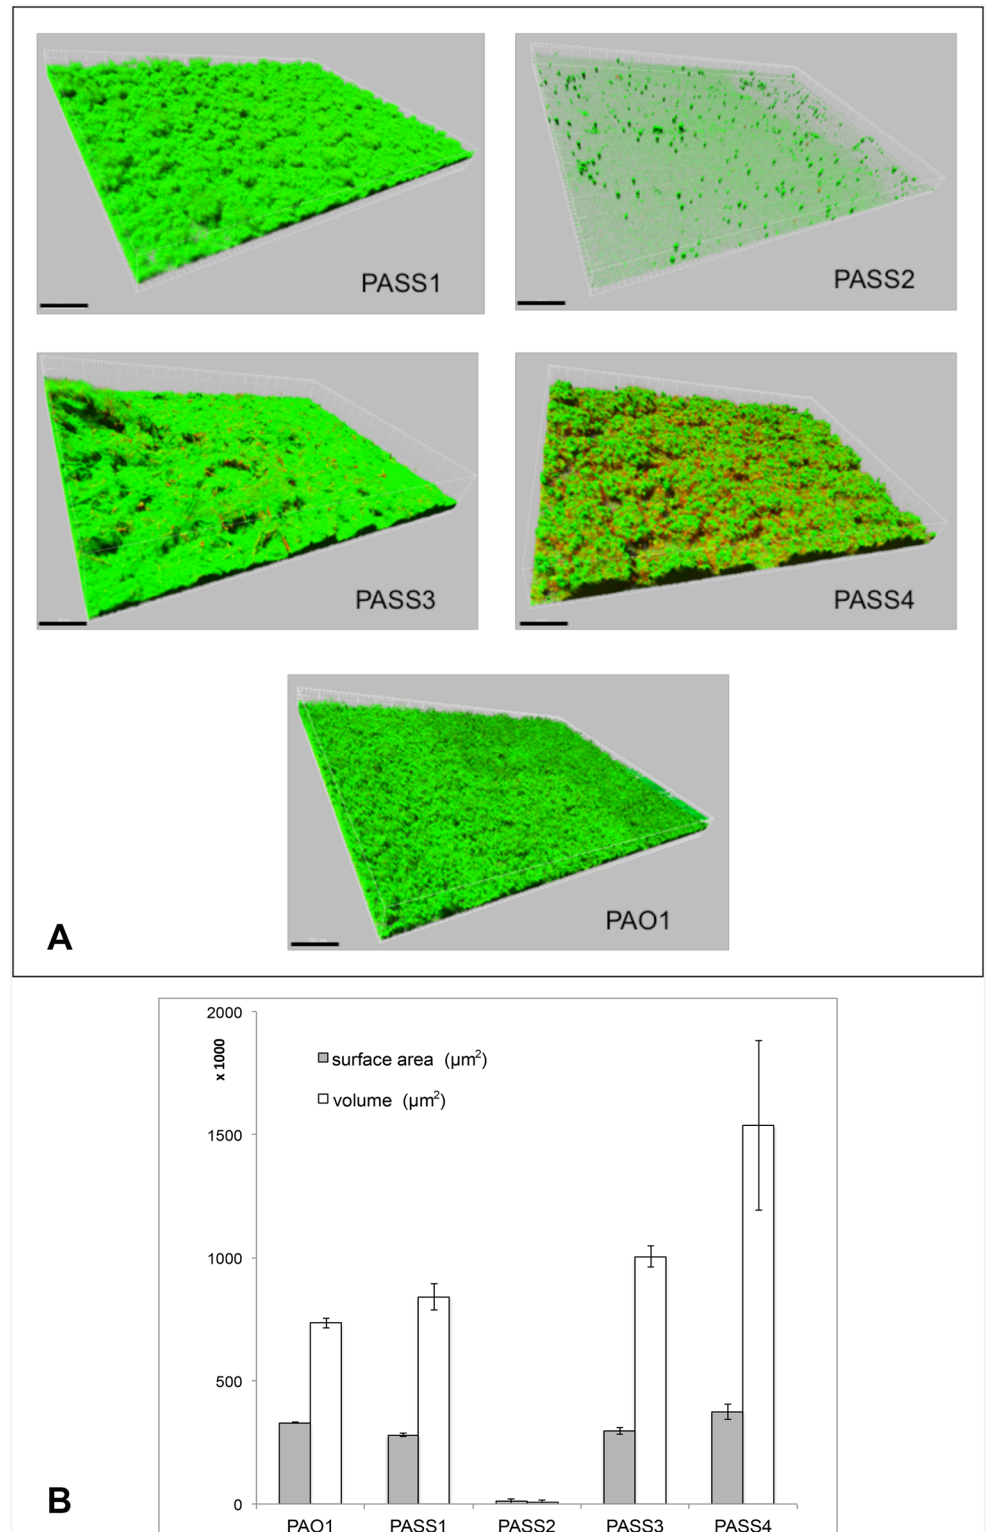 PASS1
PASS2
PASS3
PASS4
PAO1
A
2000
x 1000
surface area (µm²)
volume (µm²)
1500
1000
500
0
B
PAO1 PASS1 PASS2 PASS3 PASS4